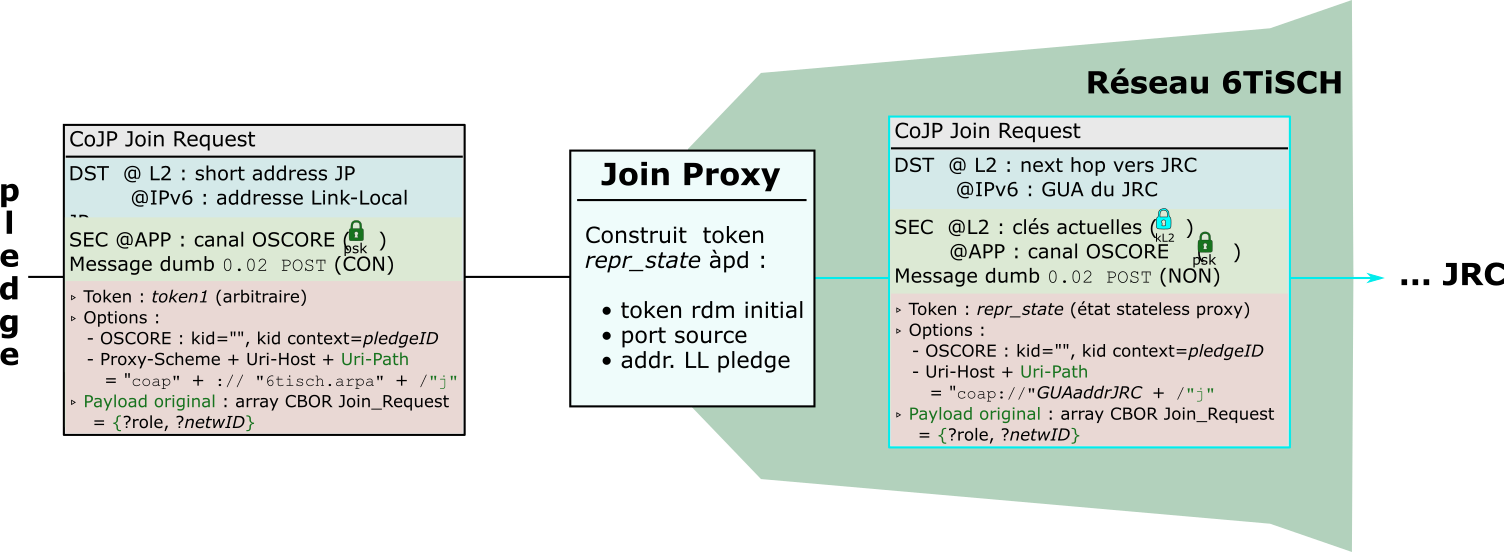 pledge
CoJP Join Request
DST @ L2 : short address JP
@IPv6 : addresse Link-Local
JP
SEC @APP : canal OSCORE ( )
psk
Message dumb 0.02 POST (CON)
▹ Token : token1 (arbitraire)
▹ Options :
- OSCORE : kid="", kid context=pledgeID
- Proxy-Scheme + Uri-Host + Uri-Path
= "coap" + :// "6tisch.arpa" + /"j"
▹ Payload original : array CBOR Join_Request
= {?role, ?netwID}
Join Proxy
Construit token
repr_state àpd :
• token rdm initial
• port source
• addr. LL pledge
Réseau 6TiSCH
CoJP Join Request
DST @ L2 : next hop vers JRC
@IPv6 : GUA du JRC
SEC @L2 : clés actuelles ( )
kL2
@APP : canal OSCORE ( )
psk
Message dumb 0.02 POST (NON)
▹ Token : repr_state (état stateless proxy)
▹ Options :
- OSCORE : kid="", kid context=pledgeID
- Uri-Host + Uri-Path
= "coap://"GUAaddrJRC + /"j"
▹ Payload original : array CBOR Join_Request
= {?role, ?netwID}
... JRC